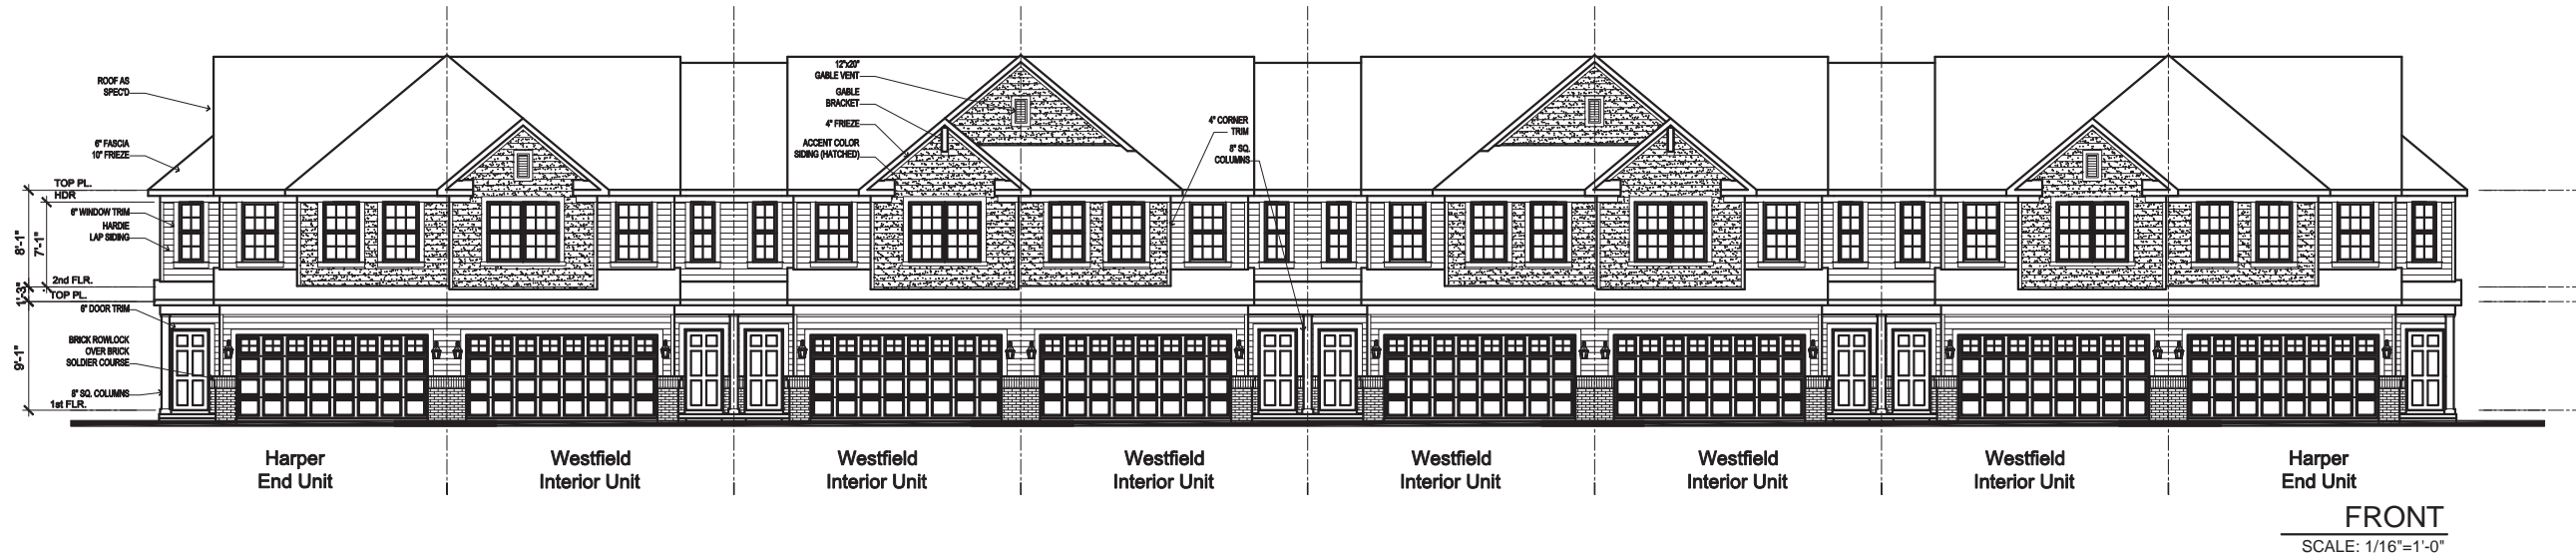 ROOF AS
SPEC'D
6" FASCIA
10" FRIEZE
TOP PL.
HDR
6" WINDOW TRIM
HARDIE
LAP SIDING
8'-1"
7'-1"
2nd FLR.
1'-3"
TOP PL.
6" DOOR TRIM
BRICK ROWLOCK
OVER BRICK
SOLDIER COURSE
9'-1"
8" SQ. COLUMNS
1st FLR.
12"x20"
GABLE VENT
GABLE
BRACKET
4" FRIEZE
ACCENT COLOR
SIDING (HATCHED)
4" CORNER
TRIM
8" SQ.
COLUMNS
Harper
End Unit
Westfield
Interior Unit
Westfield
Interior Unit
Westfield
Interior Unit
Westfield
Interior Unit
Westfield
Interior Unit
Westfield
Interior Unit
Harper
End Unit
FRONT
SCALE: 1/16"=1'-0"